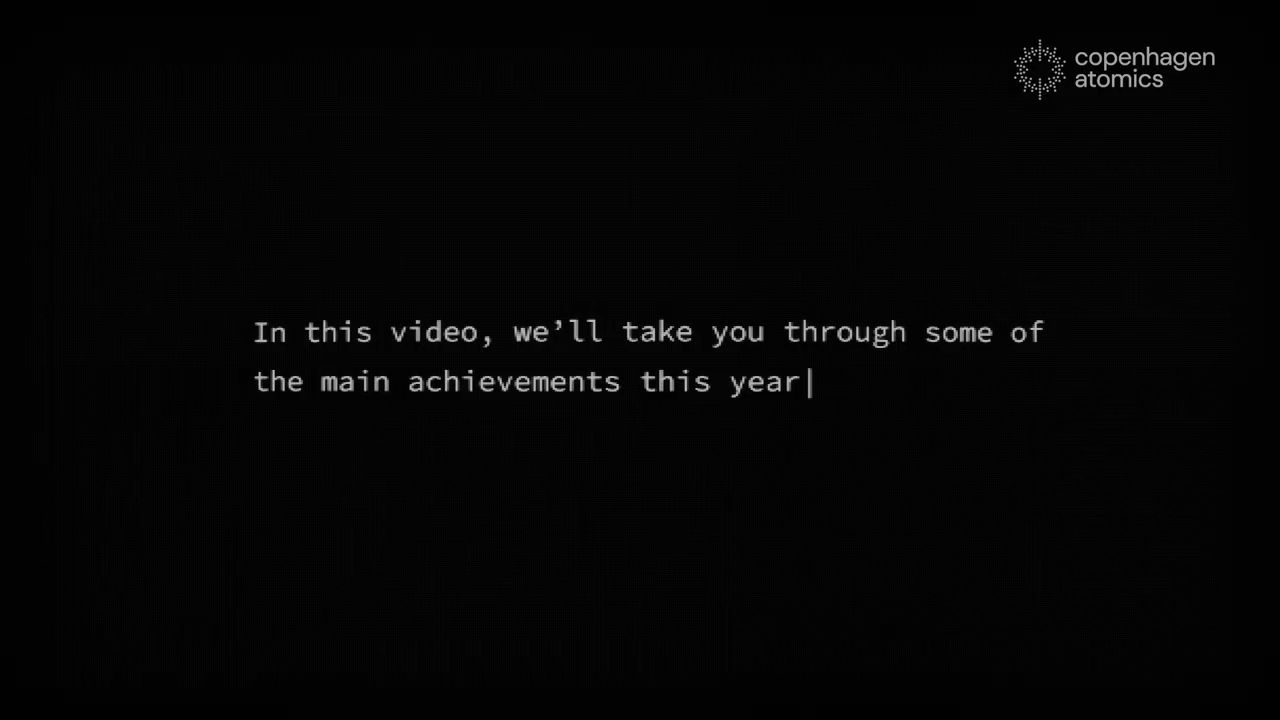 copenhagen
atomics
In this video, we’ll take you through some of
the main achievements this year